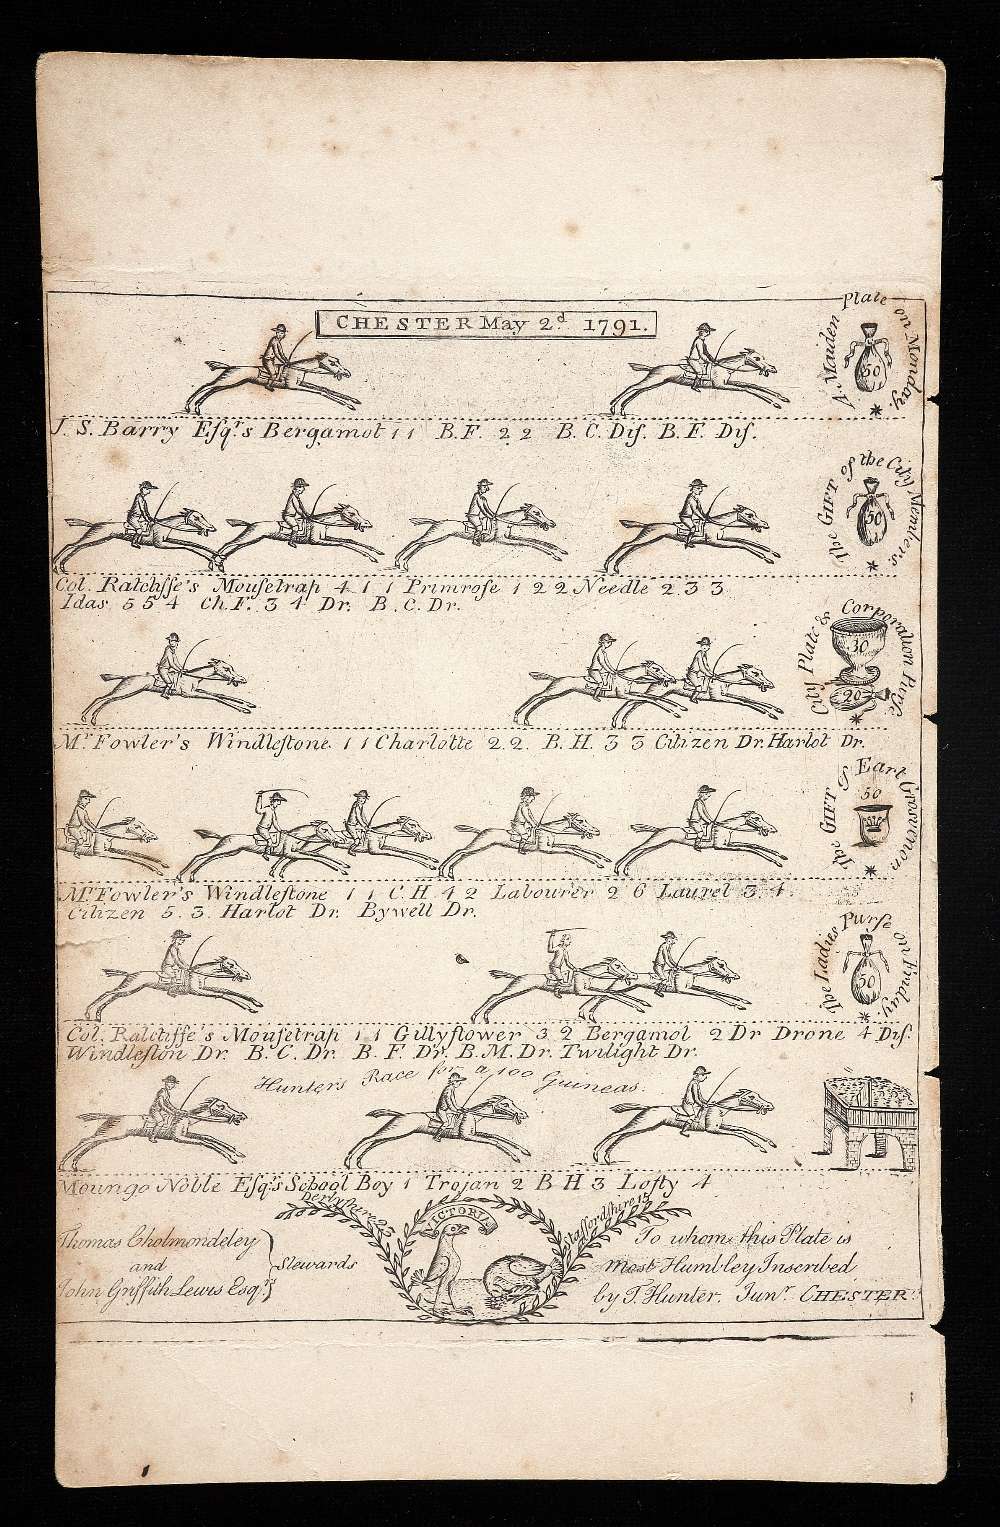 CHESTER May 2d 1791.
A Maiden Plate on Monday.
50
J. S. Barry Eſqr.s Bergamot 1 1 B.F. 2 2 B.C. Diſ. B.F. Diſ.
The GIFT of the City Members
50
Col. Ratcliffe's Mouſetrap 4 1 1 Primroſe 1 2 2 Needle 2 3 3
Idas 5 5 4 Ch.F. 3 4 Dr. B.C. Dr.
City Plate & Corporation Purſe.
30
20
Mr Fowler's Windleſtone 1 1 Charlotte 2 2. B.H. 3 3 Citizen Dr. Harlot Dr.
The GIFT of Earl Grosvenor
50
Mr Fowler's Windleſtone 1 1 C.H. 4 2 Labourer 2 6 Laurel 3 4.
Citizen 5. 3. Harlot Dr. Bywell Dr.
The Ladies Purſe on Friday.
50
Col. Ratcliffe's Mouſetrap 1 1 Gillyflower 3 2 Bergamot 2 Dr Drone 4 Diſ.
Windleston Dr. B.C. Dr. B.F. Dr. B.M. Dr. Twilight Dr.
Hunters Race for a 100 Guineas.
Moungo Noble Eſqr.s School Boy 1 Trojan 2 B H 3 Lofty 4
Derbyſhire 23
VICTORIA
Staffordſhire 15
Thomas Cholmondeley
and
John Griffith Lewis Esqrs
Stewards
To whom this Plate is
most Humbley Inscribed
by T. Hunter. Junr. CHESTER.